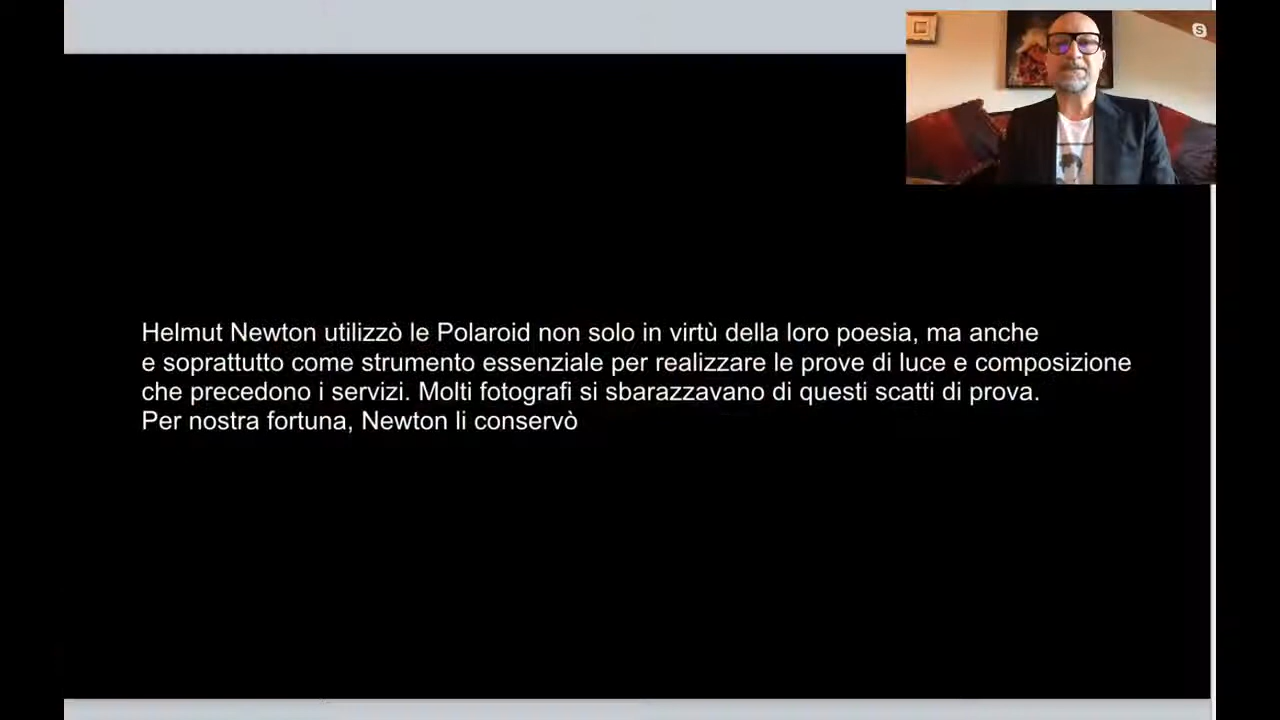 Helmut Newton utilizzò le Polaroid non solo in virtù della loro poesia, ma anche
e soprattutto come strumento essenziale per realizzare le prove di luce e composizione
che precedono i servizi. Molti fotografi si sbarazzavano di questi scatti di prova.
Per nostra fortuna, Newton li conservò